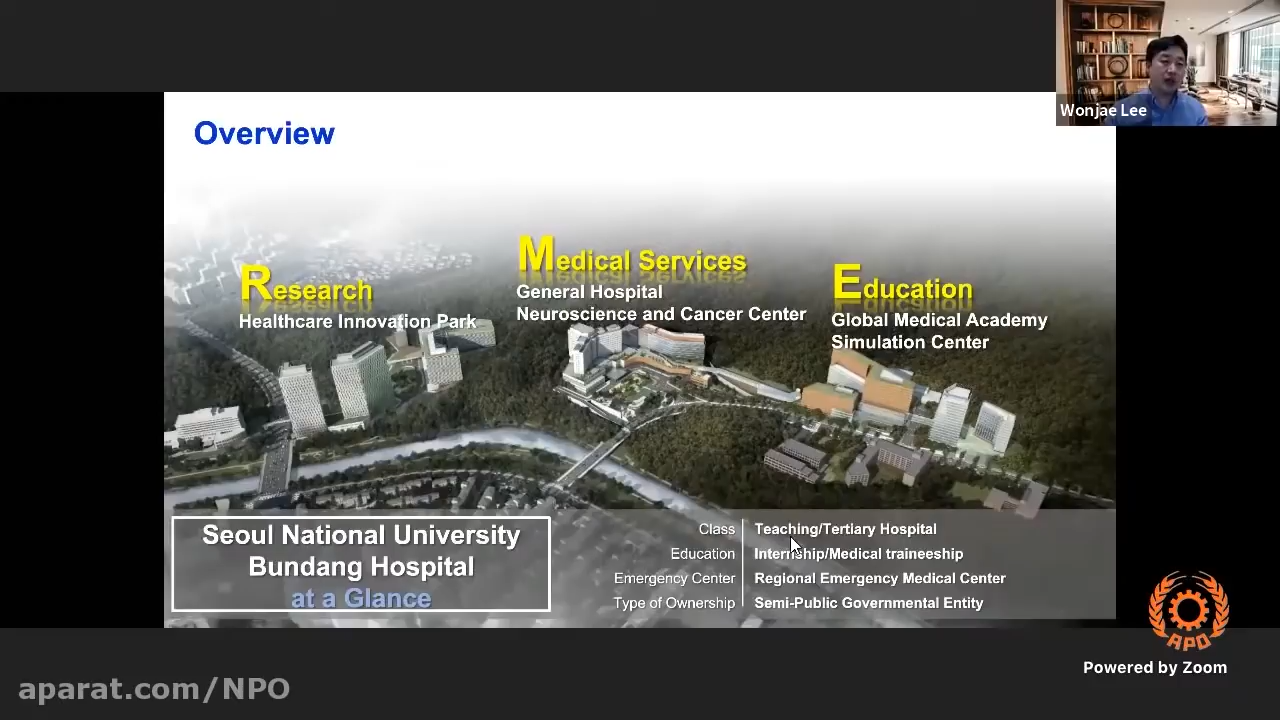 Wonjae Lee
Overview
Research
Healthcare Innovation Park
Medical Services
General Hospital
Neuroscience and Cancer Center
Education
Global Medical Academy
Simulation Center
Seoul National University
Bundang Hospital
at a Glance
Class Teaching/Tertiary Hospital
Education Internship/Medical traineeship
Emergency Center Regional Emergency Medical Center
Type of Ownership Semi-Public Governmental Entity
APO
Powered by Zoom
aparat.com/NPO